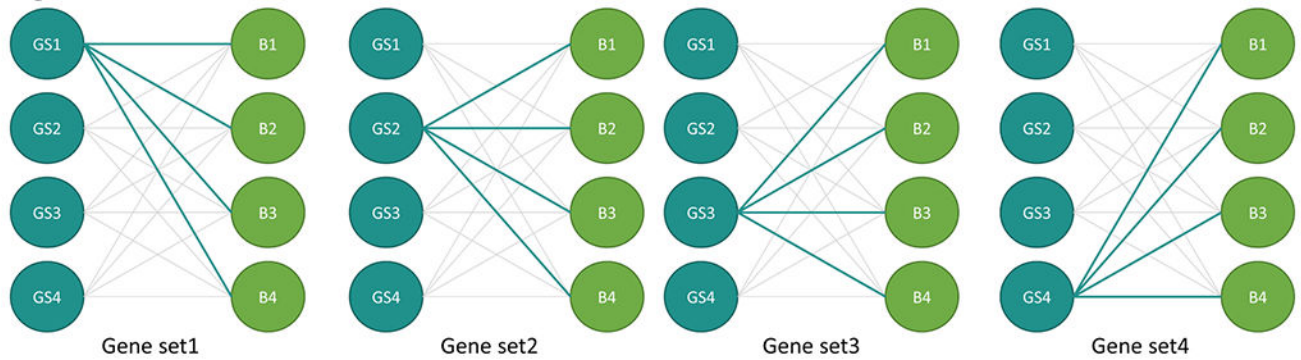 GS1 B1 GS1 B1 GS1 B1 GS1 B1
GS2 B2 GS2 B2 GS2 B2 GS2 B2
GS3 B3 GS3 B3 GS3 B3 GS3 B3
GS4 B4 GS4 B4 GS4 B4 GS4 B4
Gene set1 Gene set2 Gene set3 Gene set4